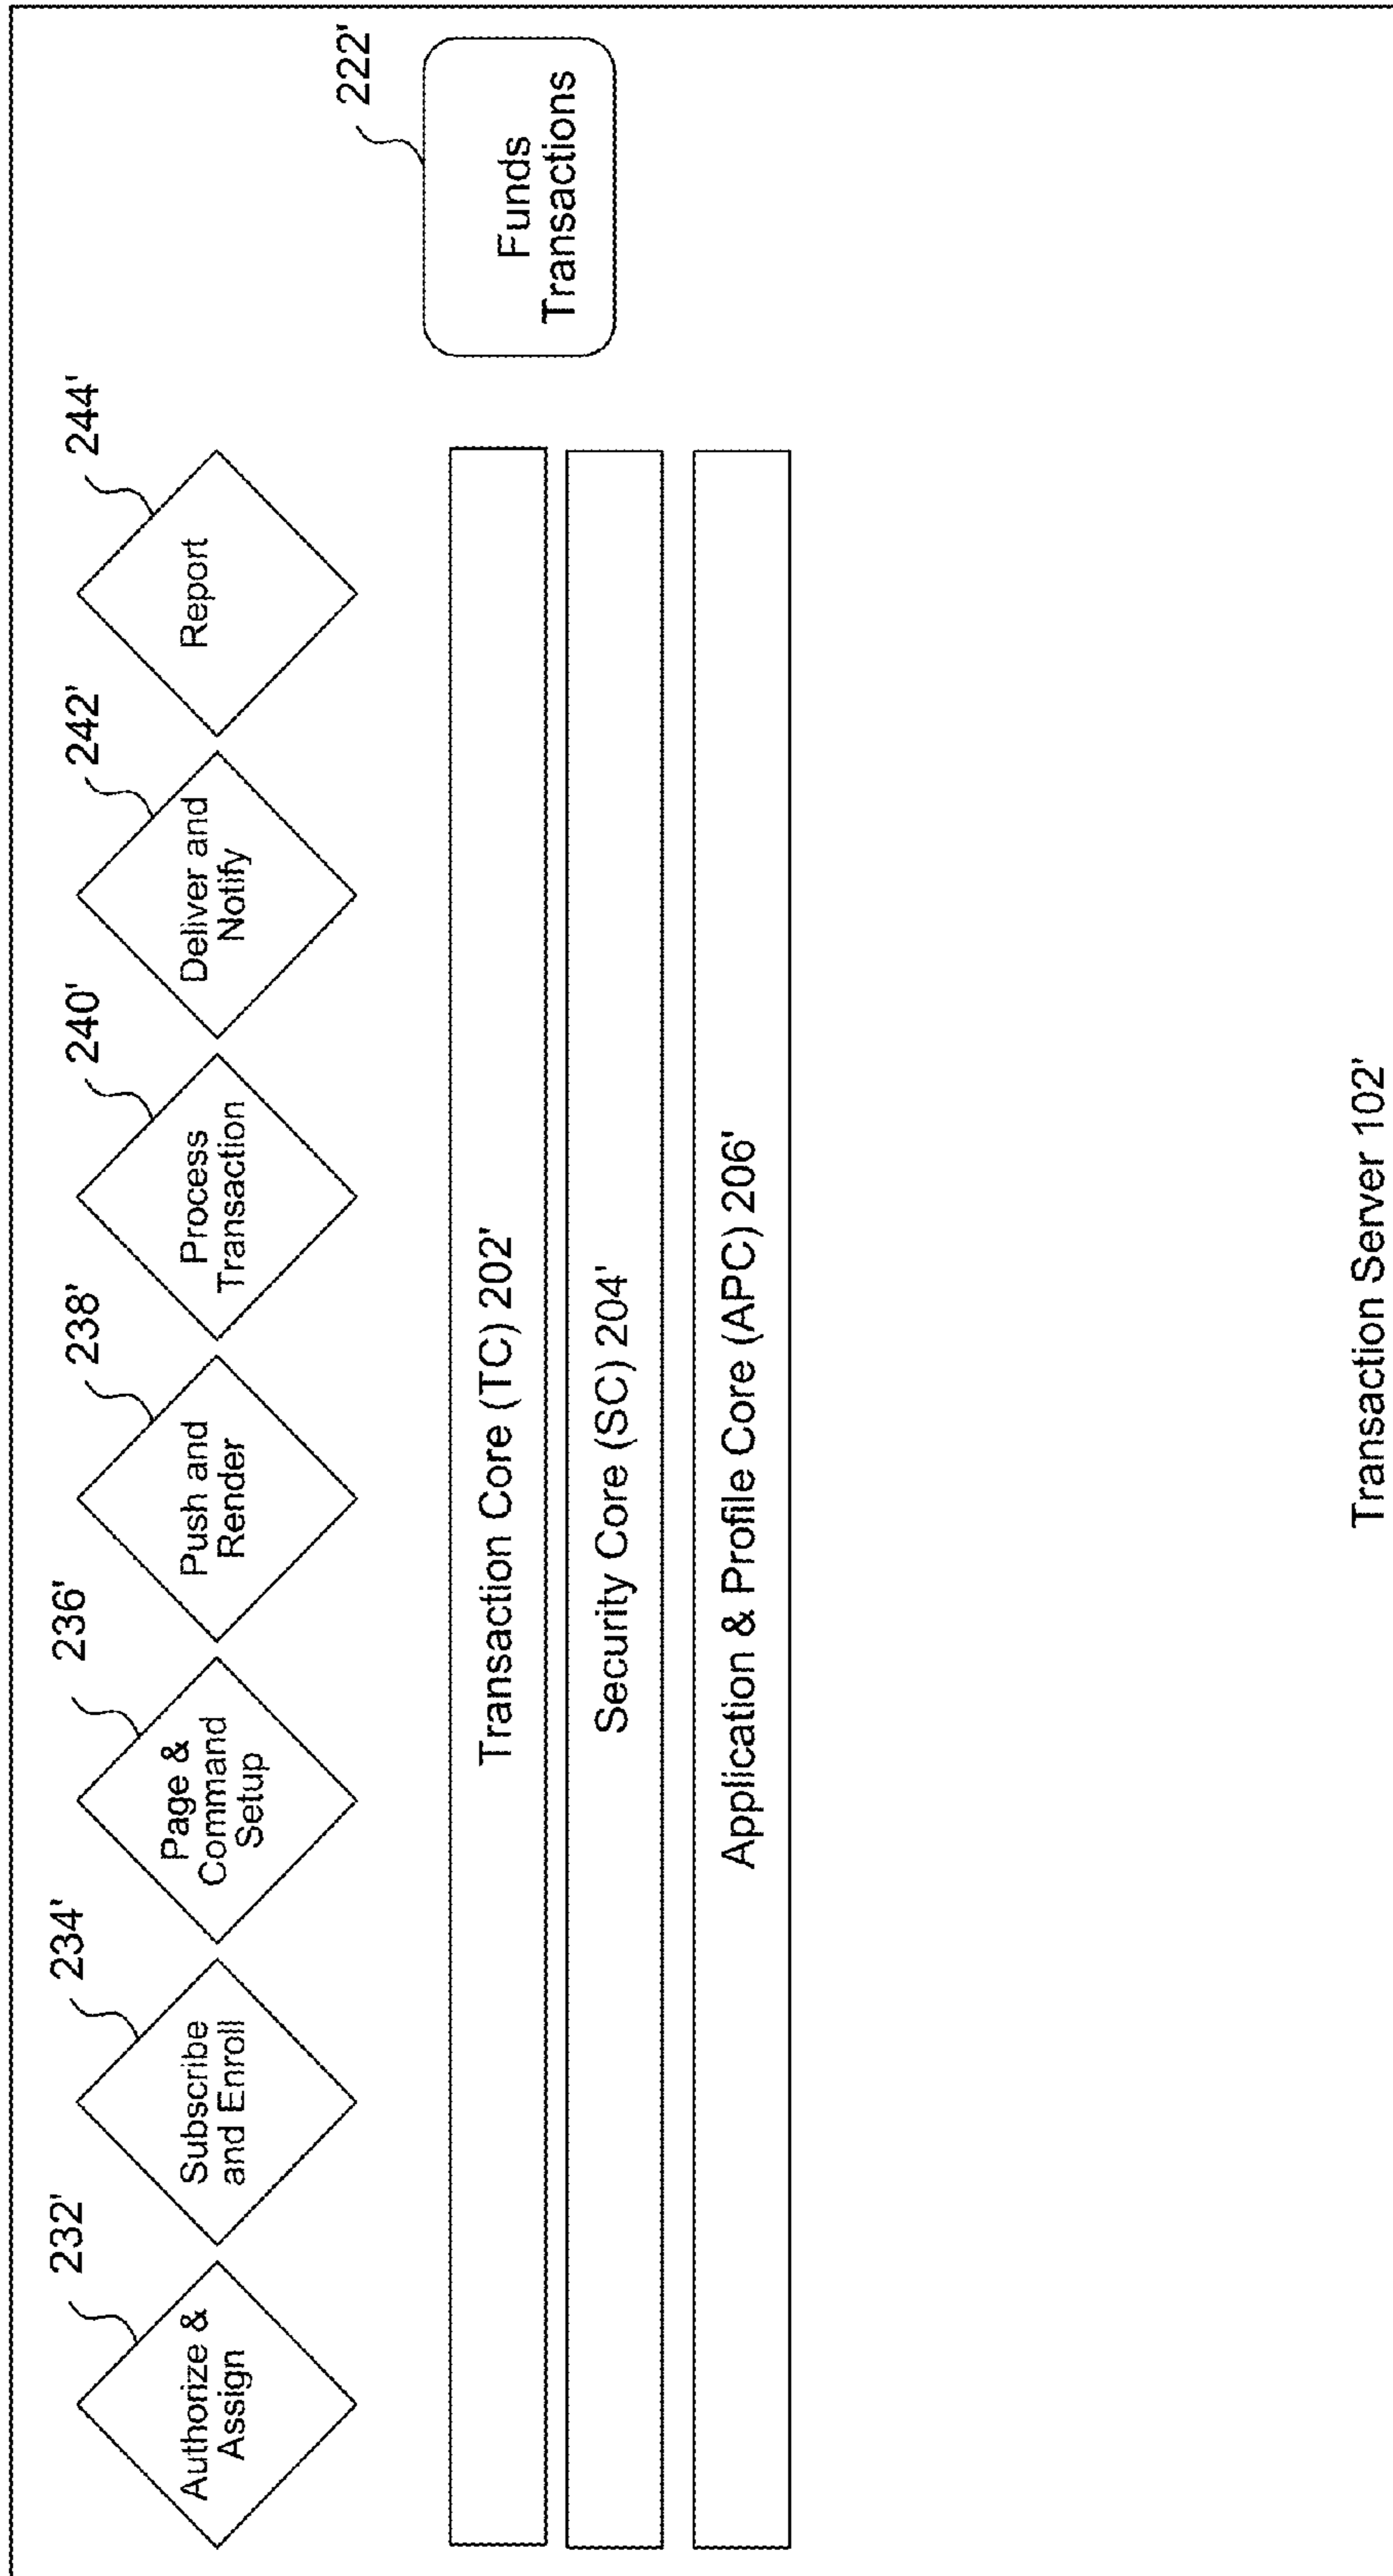 232'
234'
236'
238'
240'
242'
244'
Authorize &
Assign
Subscribe
and Enroll
Page &
Command
Setup
Push and
Render
Process
Transaction
Deliver and
Notify
Report
222'
Funds
Transactions
Transaction Core (TC) 202'
Security Core (SC) 204'
Application & Profile Core (APC) 206'
Transaction Server 102'